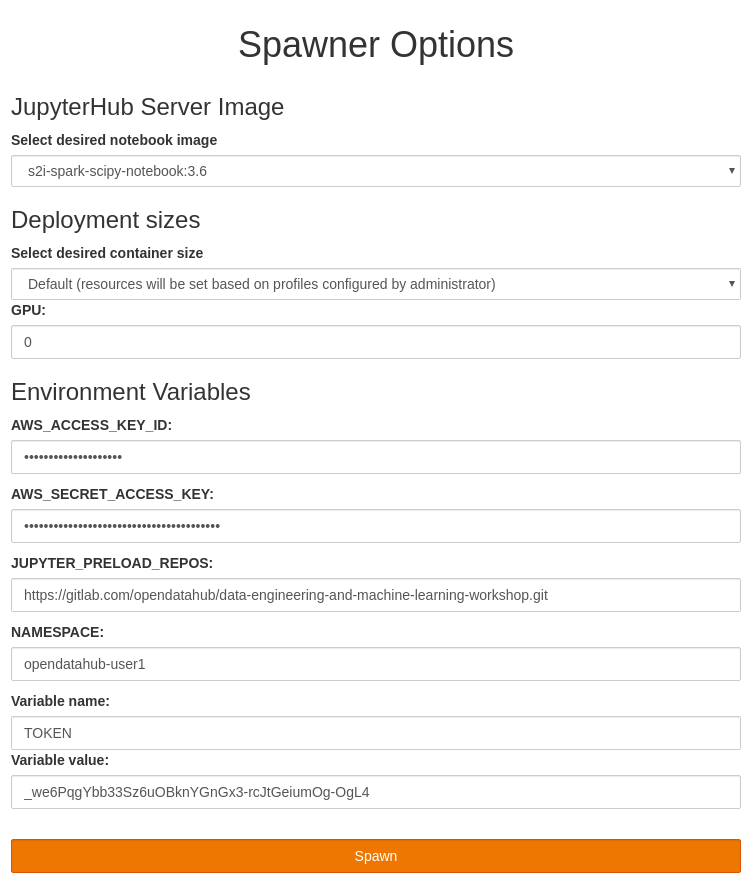 Spawner Options
JupyterHub Server Image
Select desired notebook image
s2i-spark-scipy-notebook:3.6
Deployment sizes
Select desired container size
Default (resources will be set based on profiles configured by administrator)
GPU:
0
Environment Variables
AWS_ACCESS_KEY_ID:
••••••••••••••••••••
AWS_SECRET_ACCESS_KEY:
••••••••••••••••••••••••••••••••••••••••
JUPYTER_PRELOAD_REPOS:
https://gitlab.com/opendatahub/data-engineering-and-machine-learning-workshop.git
NAMESPACE:
opendatahub-user1
Variable name:
TOKEN
Variable value:
_we6PqgYbb33Sz6uOBknYGnGx3-rcJtGeiumOg-OgL4
Spawn